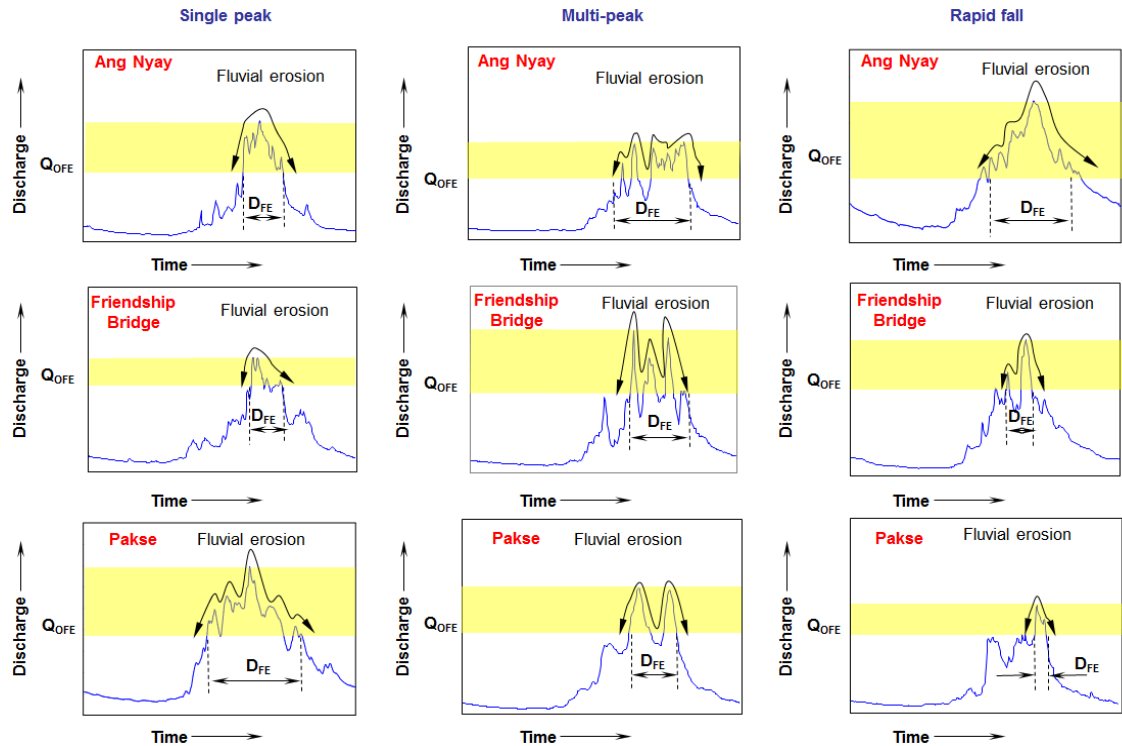 Single peak
Multi-peak
Rapid fall
Ang Nyay
Fluvial erosion
Discharge
QOFE
DFE
Time
Ang Nyay
Fluvial erosion
Discharge
DFE
Time
Ang Nyay
Fluvial erosion
Discharge
DFE
Time
Friendship
Bridge
Fluvial erosion
Discharge
QOFE
DFE
Time
Friendship
Bridge
Fluvial erosion
Discharge
QOFE
DFE
Time
Friendship
Bridge
Fluvial erosion
Discharge
QOFE
DFE
Time
Pakse
Fluvial erosion
Discharge
QOFE
DFE
Time
Pakse
Fluvial erosion
Discharge
QOFE
DFE
Time
Pakse
Fluvial erosion
Discharge
QOFE
DFE
Time